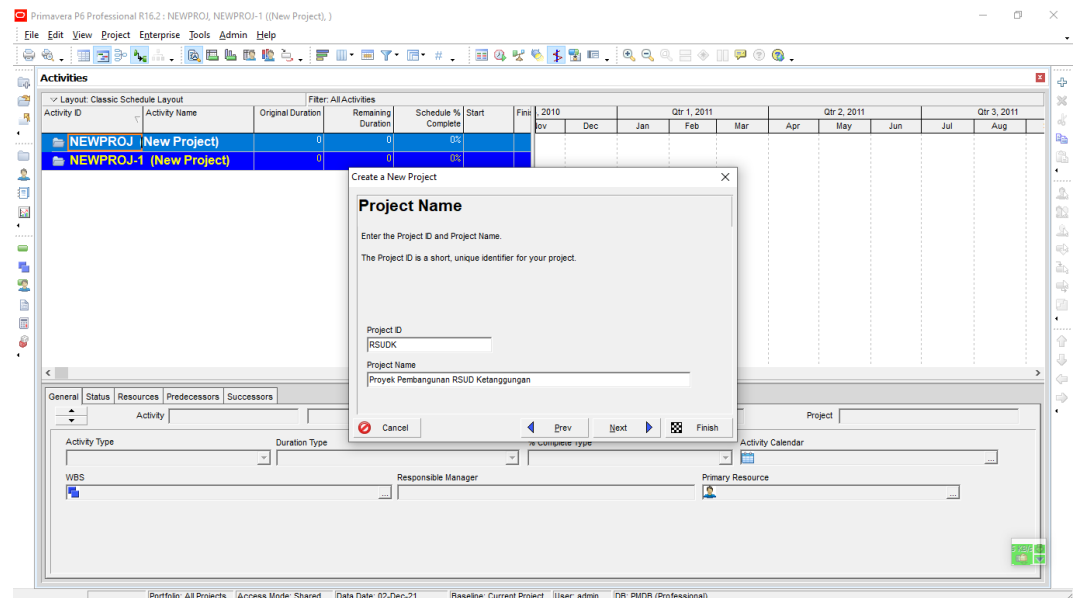 Primavera P6 Professional R16.2 : NEWPROJ, NEWPROJ-1 ((New Project), )
File Edit View Project Enterprise Tools Admin Help
Activities
Layout: Classic Schedule Layout Filter: All Activities
Activity ID Activity Name Original Duration Remaining Duration Schedule % Complete Start Fini , 2010 Qtr 1, 2011 Qtr 2, 2011 Qtr 3, 2011
lov Dec Jan Feb Mar Apr May Jun Jul Aug
NEWPROJ New Project) 0 0 0%
NEWPROJ-1 (New Project) 0 0 0%
Create a New Project
Project Name
Enter the Project ID and Project Name.
The Project ID is a short, unique identifier for your project.
Project ID
RSUDK
Project Name
Proyek Pembangunan RSUD Ketanggungan
Cancel Prev Next Finish
General Status Resources Predecessors Successors
Activity Project
Activity Type Duration Type % Complete Type Activity Calendar
WBS Responsible Manager Primary Resource
Portfolio: All Projects Access Mode: Shared Data Date: 02-Dec-21 Baseline: Current Project User: admin DB: PMDB (Professional)